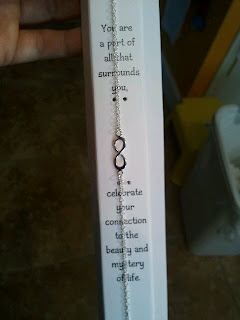 You are
a part of
all that
surrounds
you,
celebrate
your
connection
to the
beauty and
mystery
of life.